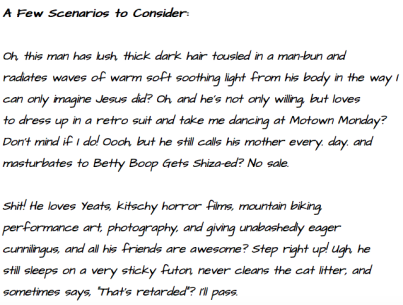 A Few Scenarios to Consider:
Oh, this man has lush, thick dark hair tousled in a man-bun and
radiates waves of warm soft soothing light from his body in the way I
can only imagine Jesus did? Oh, and he's not only willing, but loves
to dress up in a retro suit and take me dancing at Motown Monday?
Don't mind if I do! Oooh, but he still calls his mother every. day. and
masturbates to Betty Boop Gets Shiza-ed? No sale.
Shit! He loves Yeats, kitschy horror films, mountain biking,
performance art, photography, and giving unabashedly eager
cunnilingus, and all his friends are awesome? Step right up! Ugh, he
still sleeps on a very sticky futon, never cleans the cat litter, and
sometimes says, "That's retarded"? I'll pass.